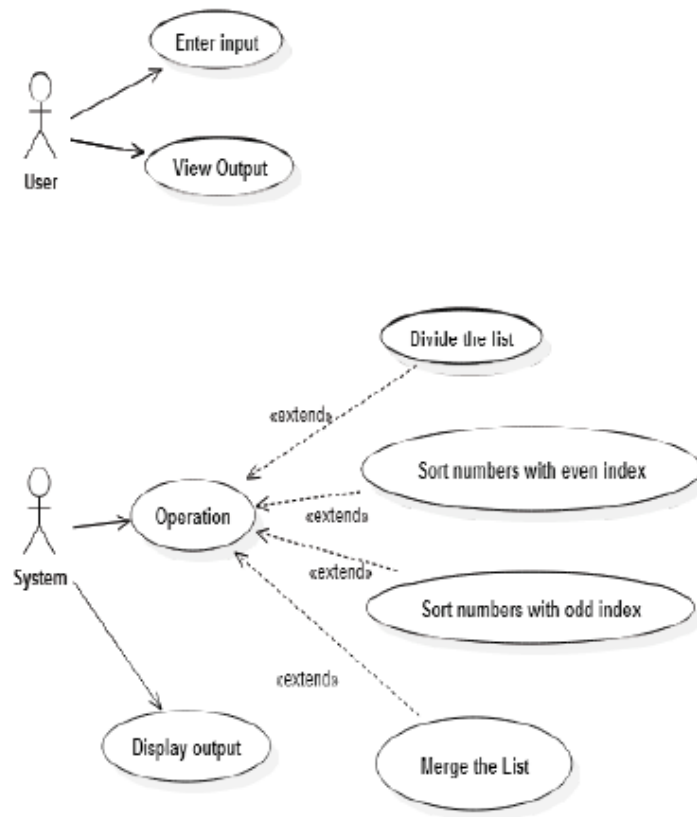 Enter input
User
View Output
Divide the list
«extend»
Sort numbers with even index
«extend»
Operation
System
«extend»
Sort numbers with odd index
«extend»
Display output
Merge the List